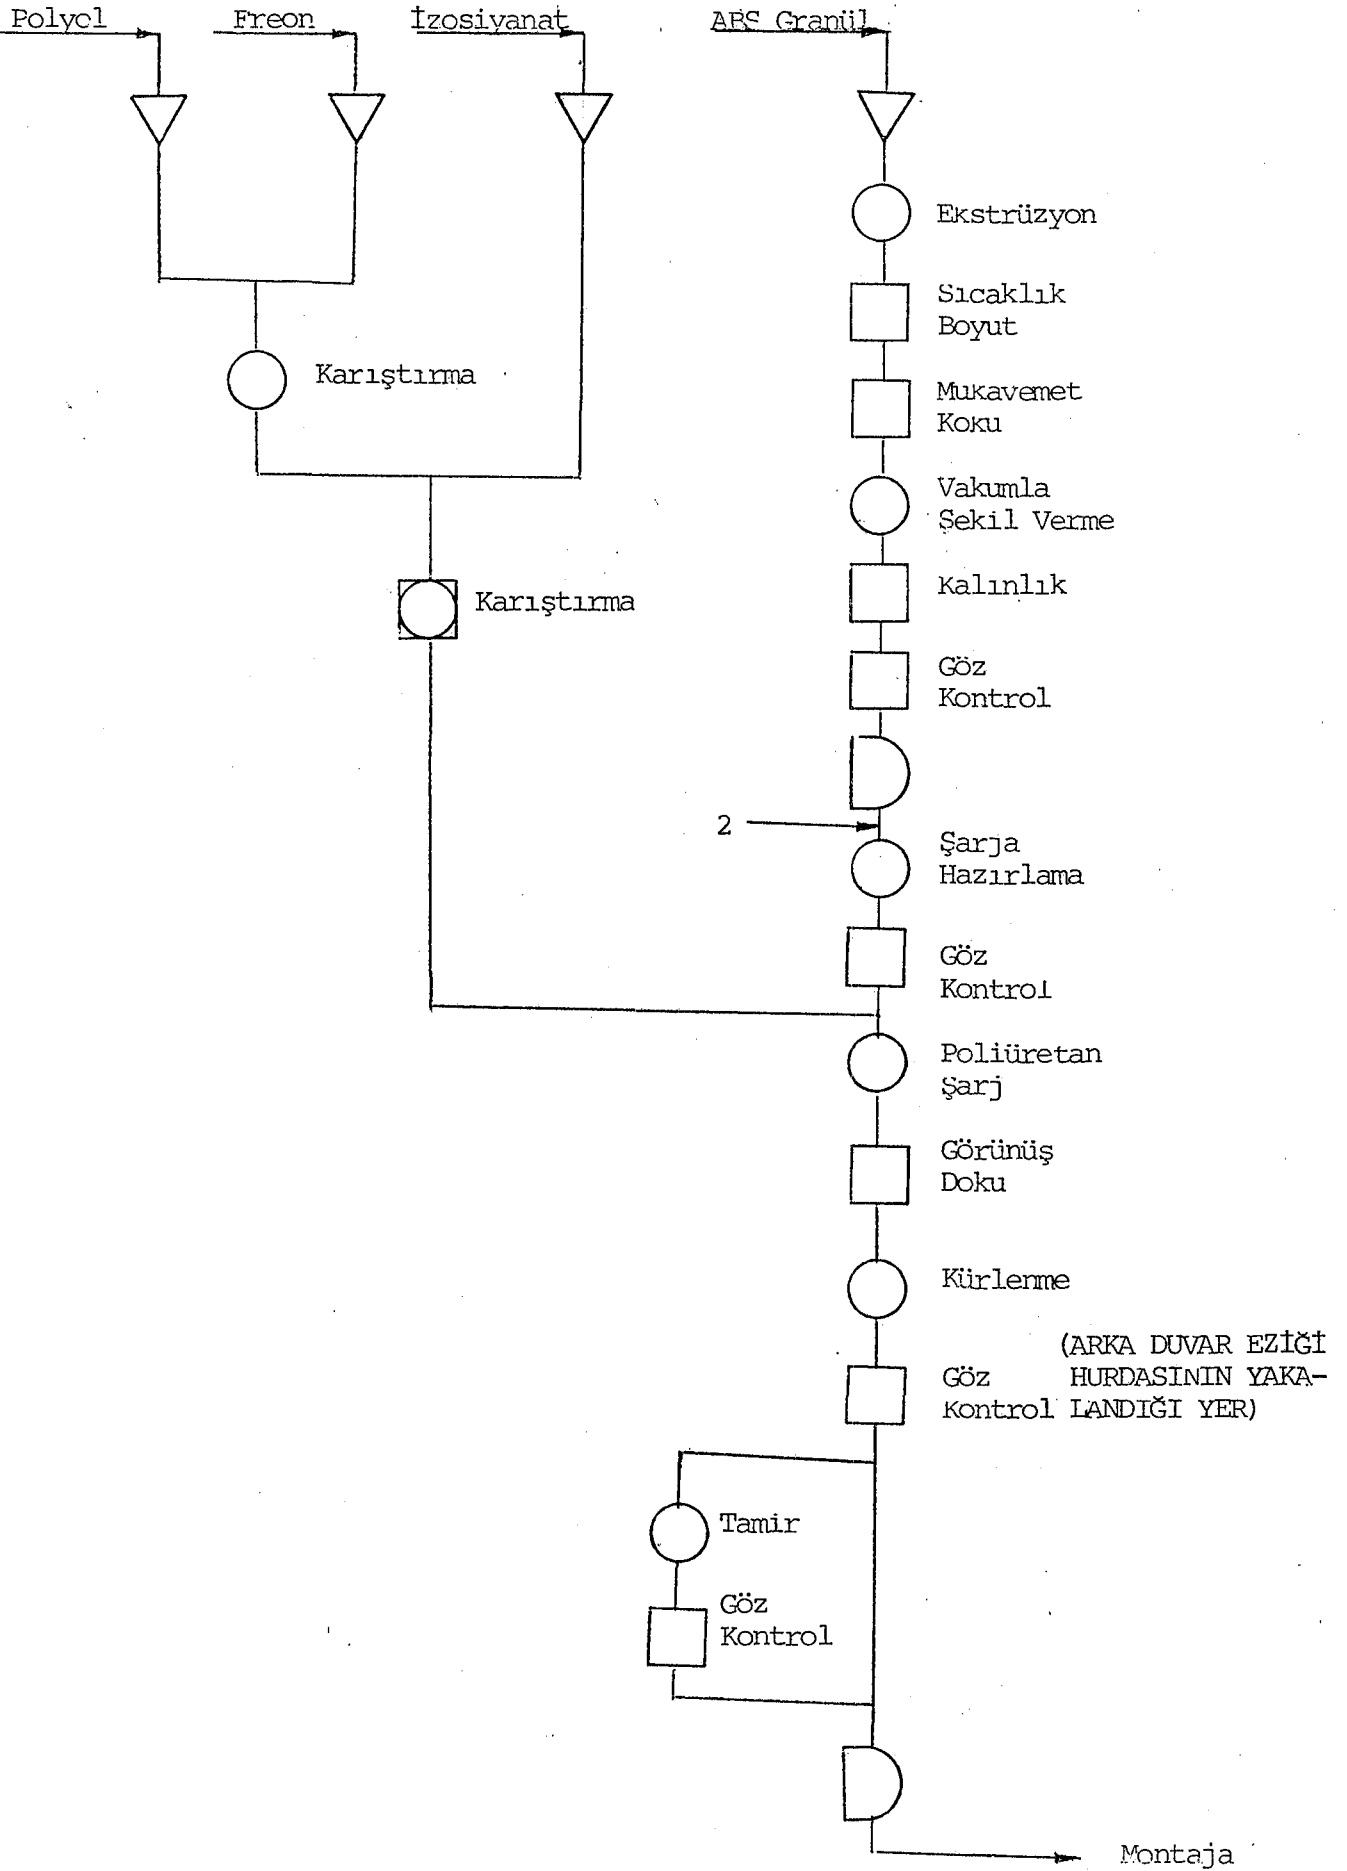 Polyol
Freon
İzosiyanat
ABS Granül
Ekstrüzyon
Sıcaklık
Boyut
Karıştırma
Mukavemet
Koku
Vakumla
Şekil Verme
Kalınlık
Karıştırma
Göz
Kontrol
2
Şarja
Hazırlama
Göz
Kontrol
Poliüretan
Şarj
Görünüş
Doku
Kürlenme
(ARKA DUVAR EZİĞİ
Göz HURDASININ YAKA-
Kontrol LANDIĞI YER)
Tamir
Göz
Kontrol
Montaja